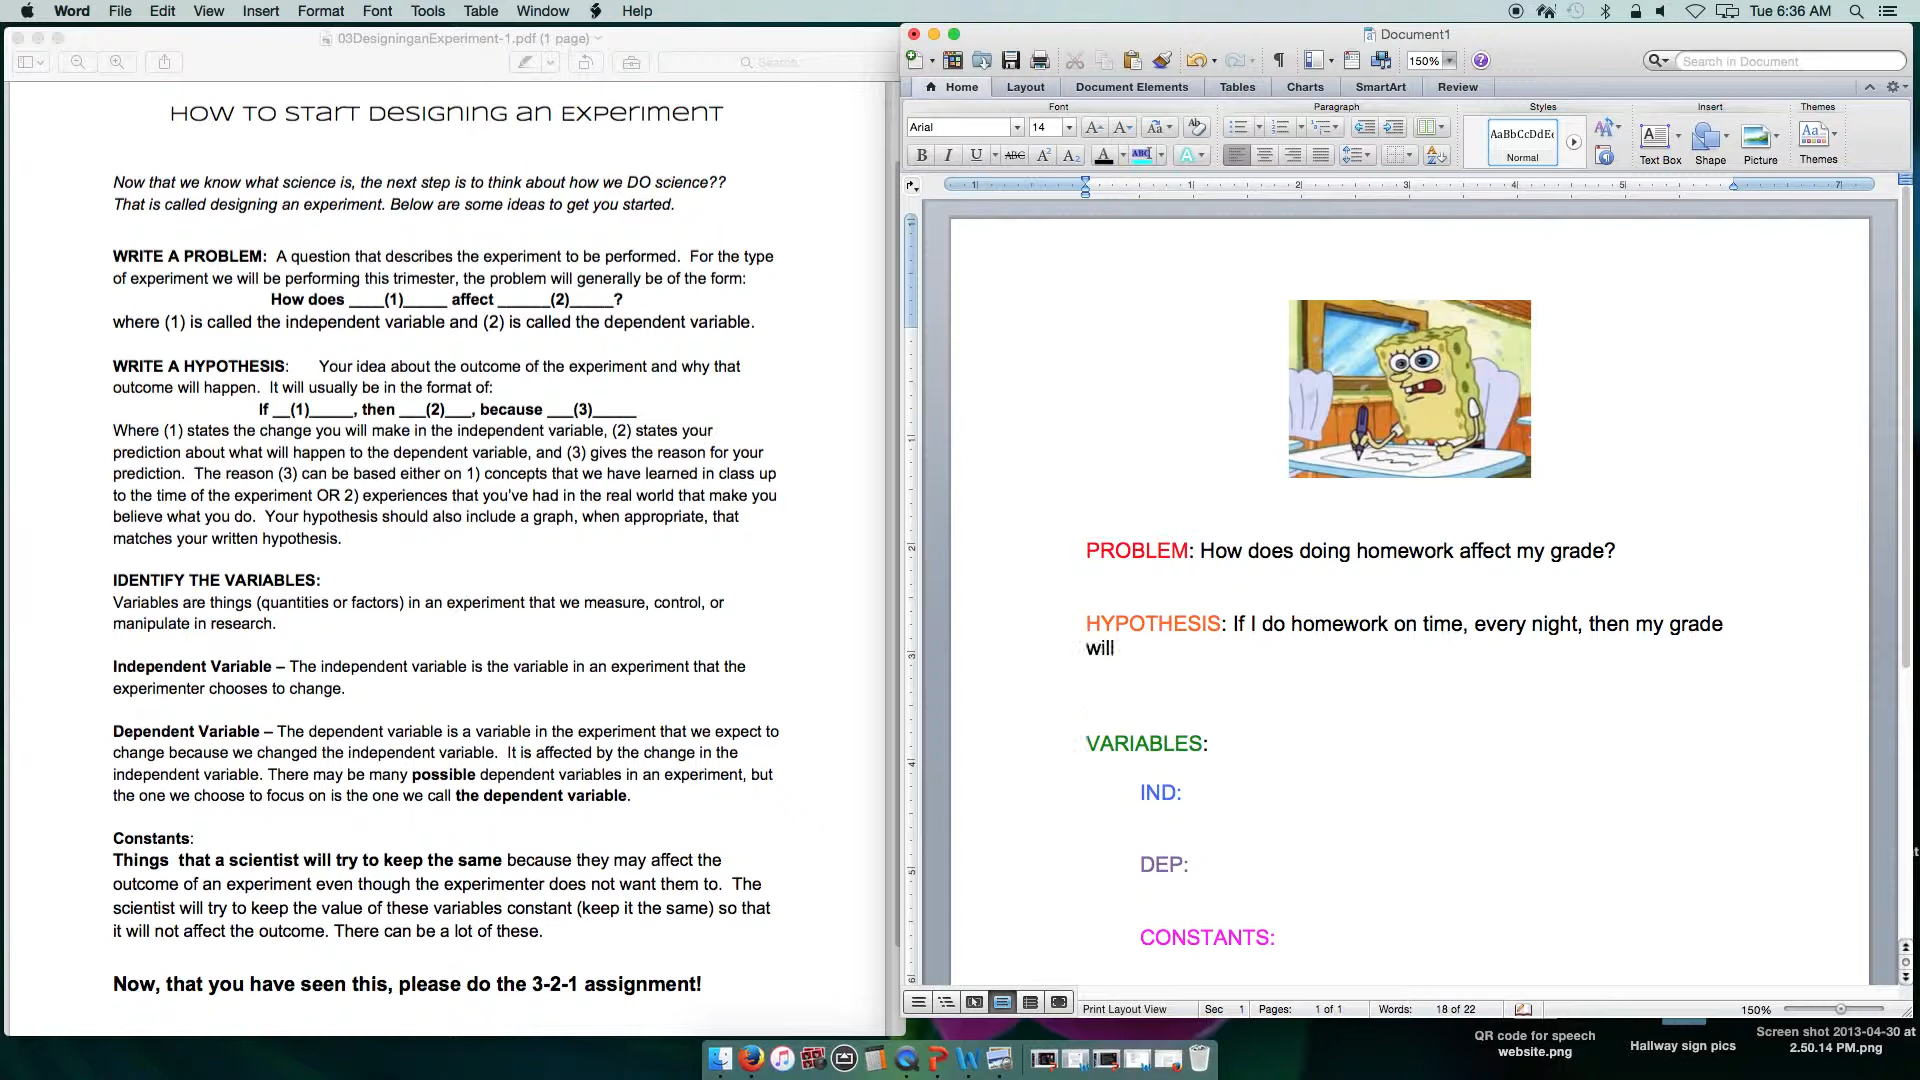 Word File Edit View Insert Format Font Tools Table Window Help
Tue 6:36 AM
03DesigninganExperiment-1.pdf (1 page)
Search
HOW TO START DESIGNING AN EXPERIMENT
Now that we know what science is, the next step is to think about how we DO science??
That is called designing an experiment. Below are some ideas to get you started.
WRITE A PROBLEM: A question that describes the experiment to be performed. For the type
of experiment we will be performing this trimester, the problem will generally be of the form:
How does ____(1)_____ affect ______(2)_____?
where (1) is called the independent variable and (2) is called the dependent variable.
WRITE A HYPOTHESIS: Your idea about the outcome of the experiment and why that
outcome will happen. It will usually be in the format of:
If __(1)_____, then ___(2)___, because ___(3)_____
Where (1) states the change you will make in the independent variable, (2) states your
prediction about what will happen to the dependent variable, and (3) gives the reason for your
prediction. The reason (3) can be based either on 1) concepts that we have learned in class up
to the time of the experiment OR 2) experiences that you've had in the real world that make you
believe what you do. Your hypothesis should also include a graph, when appropriate, that
matches your written hypothesis.
IDENTIFY THE VARIABLES:
Variables are things (quantities or factors) in an experiment that we measure, control, or
manipulate in research.
Independent Variable – The independent variable is the variable in an experiment that the
experimenter chooses to change.
Dependent Variable – The dependent variable is a variable in the experiment that we expect to
change because we changed the independent variable. It is affected by the change in the
independent variable. There may be many possible dependent variables in an experiment, but
the one we choose to focus on is the one we call the dependent variable.
Constants:
Things that a scientist will try to keep the same because they may affect the
outcome of an experiment even though the experimenter does not want them to. The
scientist will try to keep the value of these variables constant (keep it the same) so that
it will not affect the outcome. There can be a lot of these.
Now, that you have seen this, please do the 3-2-1 assignment!
Document1
150%
Search in Document
Home Layout Document Elements Tables Charts SmartArt Review
Font Paragraph Styles Insert Themes
Arial 14
AaBbCcDdE
Normal
Text Box Shape Picture Themes
PROBLEM: How does doing homework affect my grade?
HYPOTHESIS: If I do homework on time, every night, then my grade
will
VARIABLES:
IND:
DEP:
CONSTANTS:
Print Layout View Sec 1 Pages: 1 of 1 Words: 18 of 22 150%
QR code for speech
website.png
Hallway sign pics
Screen shot 2013-04-30 at
2.50.14 PM.png